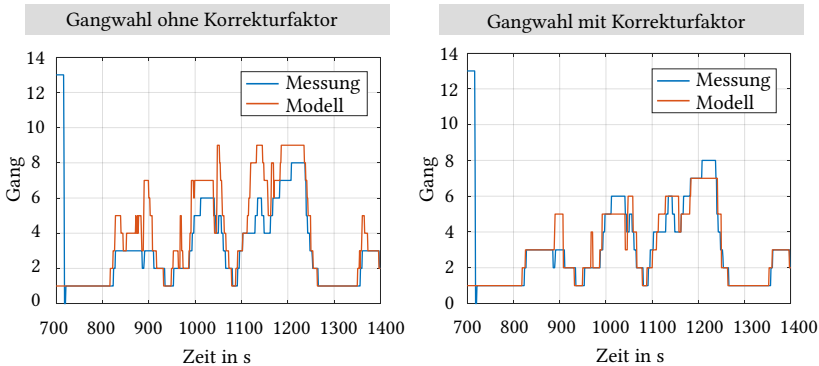 Gangwahl ohne Korrekturfaktor
14
12
10
8
6
4
2
0
Gang
Messung
Modell
700 800 900 1000 1100 1200 1300 1400
Zeit in s
Gangwahl mit Korrekturfaktor
14
12
10
8
6
4
2
0
Gang
Messung
Modell
700 800 900 1000 1100 1200 1300 1400
Zeit in s